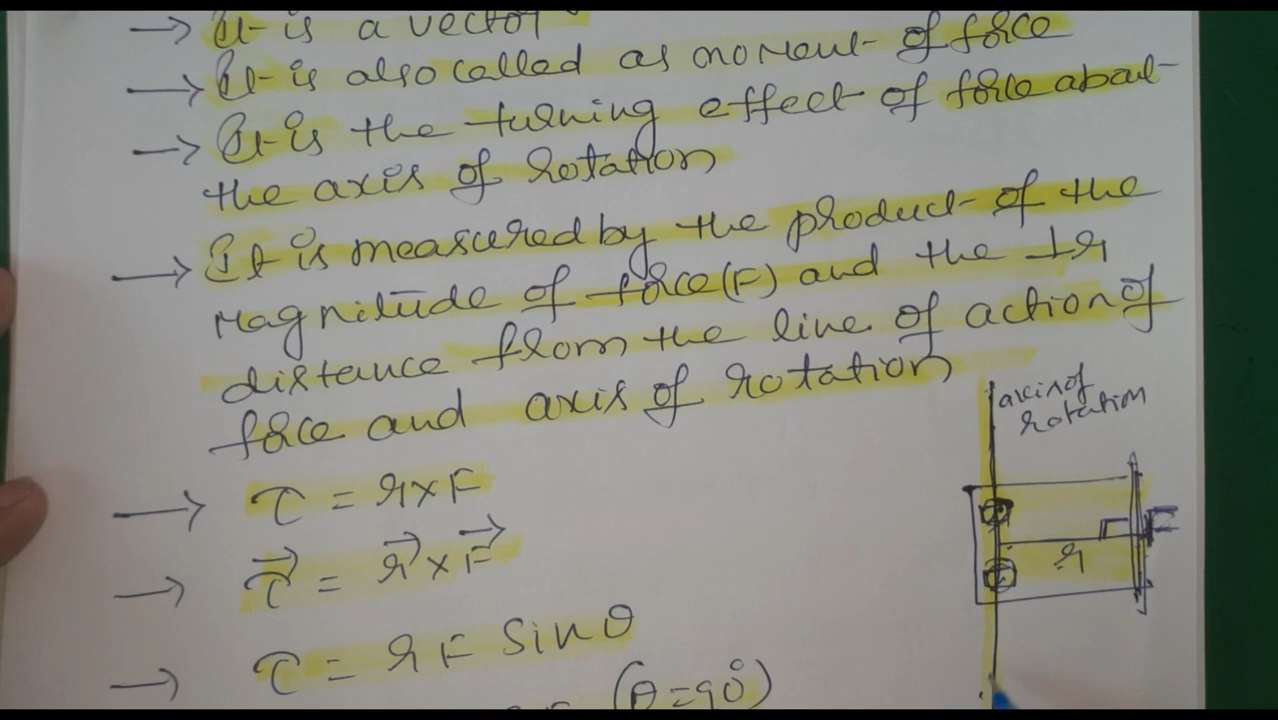 → It is a vector
→ It is also called as moment of force
→ It is the turning effect of force about
the axis of rotation
→ It is measured by the product of the
Magnitude of force (F) and the ⊥r
distance from the line of action of
force and axis of rotation
axis of
rotation
→ τ = r×F
→ τ⃗ = r⃗ × F⃗
r
F
→ τ = r F Sin θ
(θ = 90°)